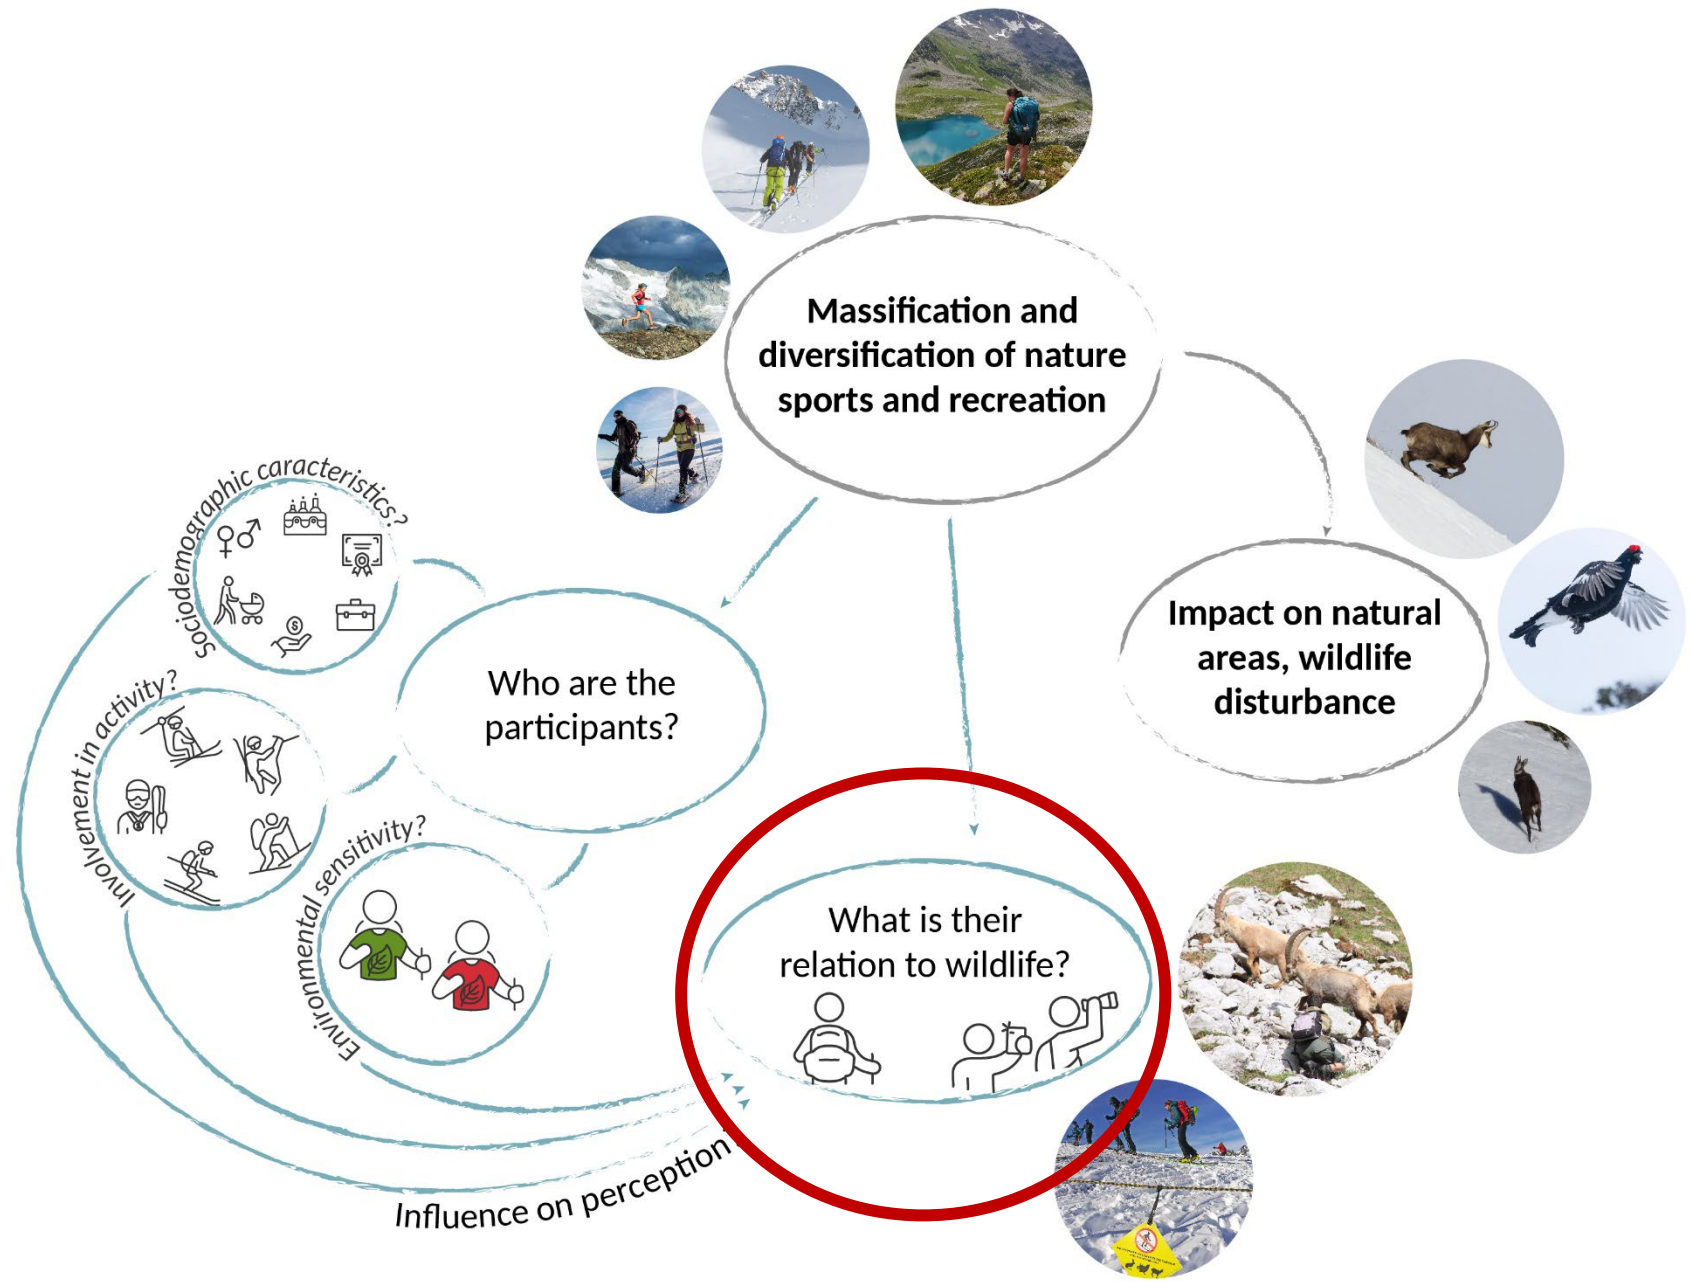 Massification and
diversification of nature
sports and recreation
Sociodemographic caracteristics?
Impact on natural
areas, wildlife
disturbance
Who are the
participants?
Involvement in activity?
Environmental sensitivity?
What is their
relation to wildlife?
Influence on perception